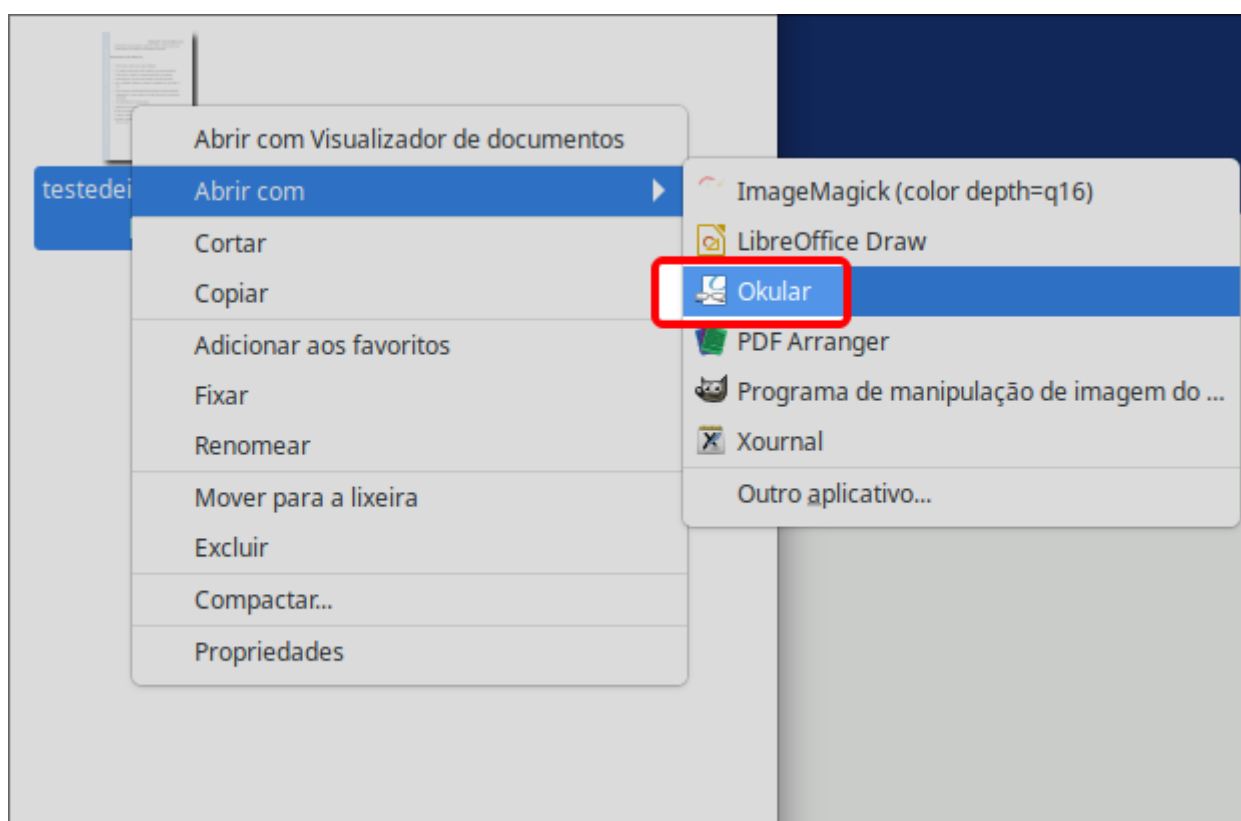 Abrir com Visualizador de documentos
testedei
Abrir com
Cortar
Copiar
Adicionar aos favoritos
Fixar
Renomear
Mover para a lixeira
Excluir
Compactar...
Propriedades
ImageMagick (color depth=q16)
LibreOffice Draw
Okular
PDF Arranger
Programa de manipulação de imagem do ...
Xournal
Outro aplicativo...